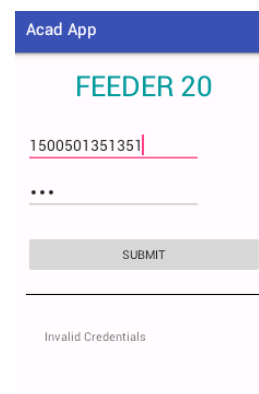 Acad App
FEEDER 20
1500501351351
•••
SUBMIT
Invalid Credentials